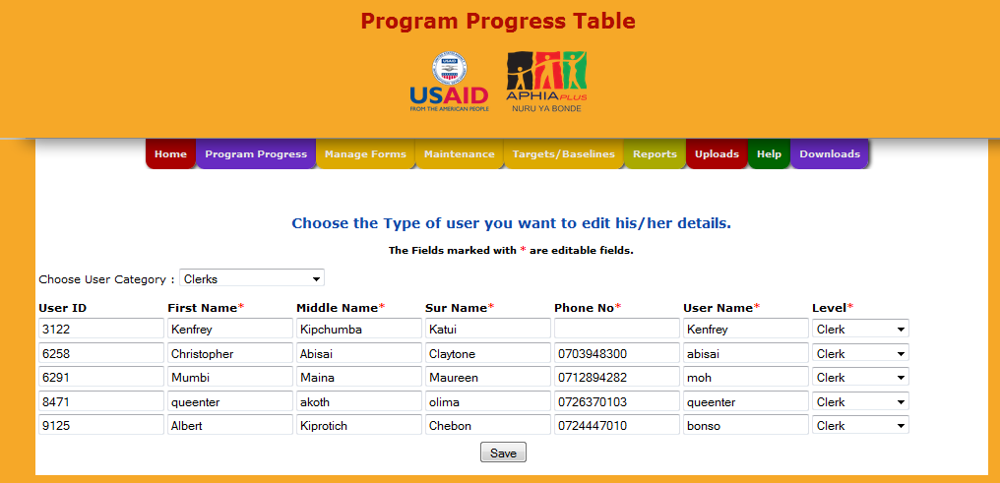 Program Progress Table
USAID
FROM THE AMERICAN PEOPLE
APHIAPLUS
NURU YA BONDE
Home Program Progress Manage Forms Maintenance Targets/Baselines Reports Uploads Help Downloads
Choose the Type of user you want to edit his/her details.
The Fields marked with * are editable fields.
Choose User Category : Clerks
User ID First Name* Middle Name* Sur Name* Phone No* User Name* Level*
3122 Kenfrey Kipchumba Katui Kenfrey Clerk
6258 Christopher Abisai Claytone 0703948300 abisai Clerk
6291 Mumbi Maina Maureen 0712894282 moh Clerk
8471 queenter akoth olima 0726370103 queenter Clerk
9125 Albert Kiprotich Chebon 0724447010 bonso Clerk
Save